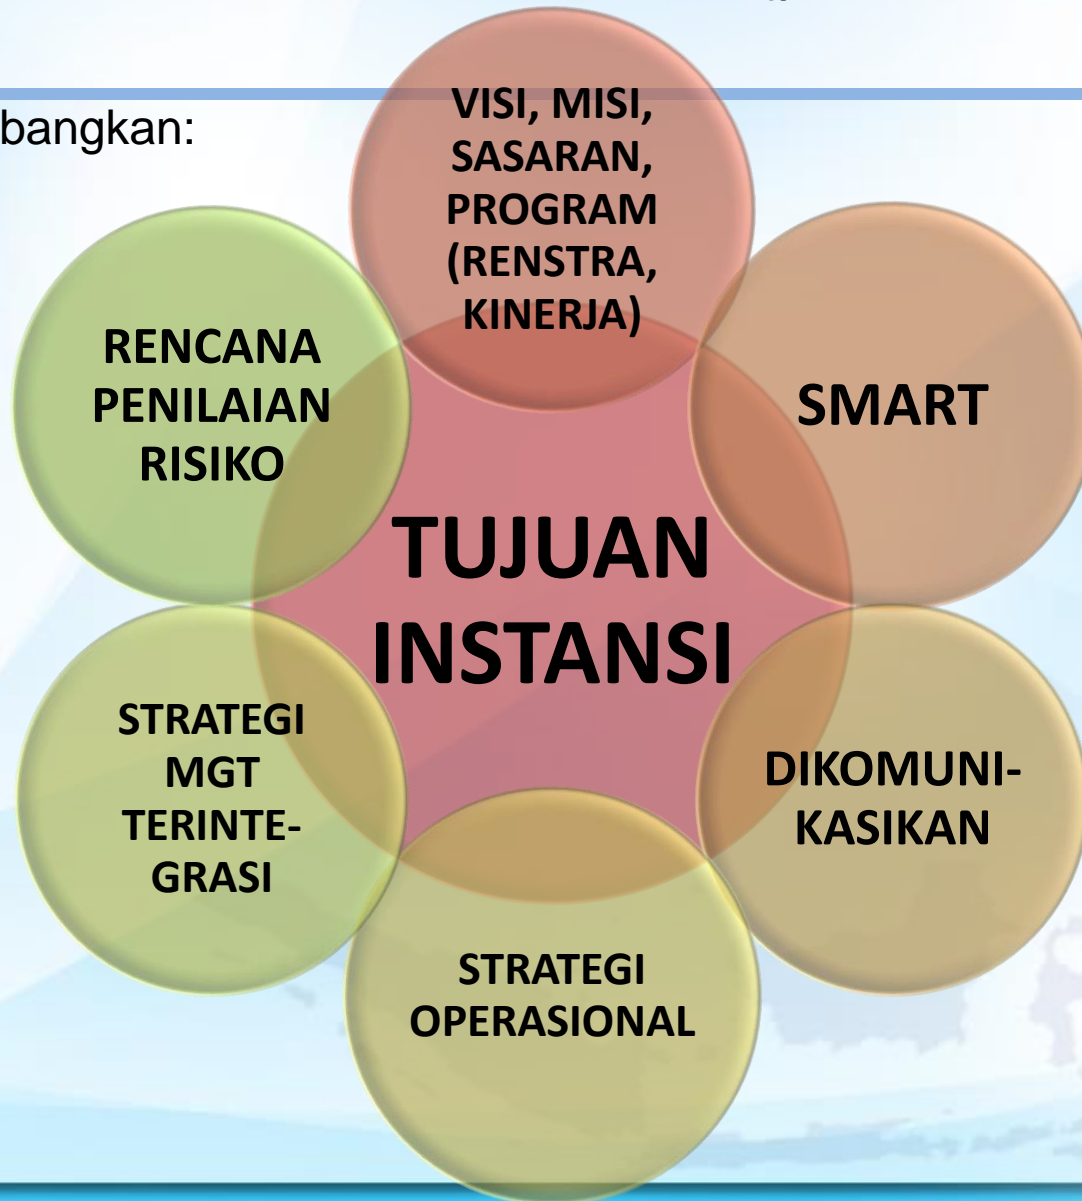 bangkan:
VISI, MISI,
SASARAN,
PROGRAM
(RENSTRA,
KINERJA)
RENCANA
PENILAIAN
RISIKO
SMART
TUJUAN
INSTANSI
STRATEGI
MGT
TERINTE-
GRASI
DIKOMUNI-
KASIKAN
STRATEGI
OPERASIONAL